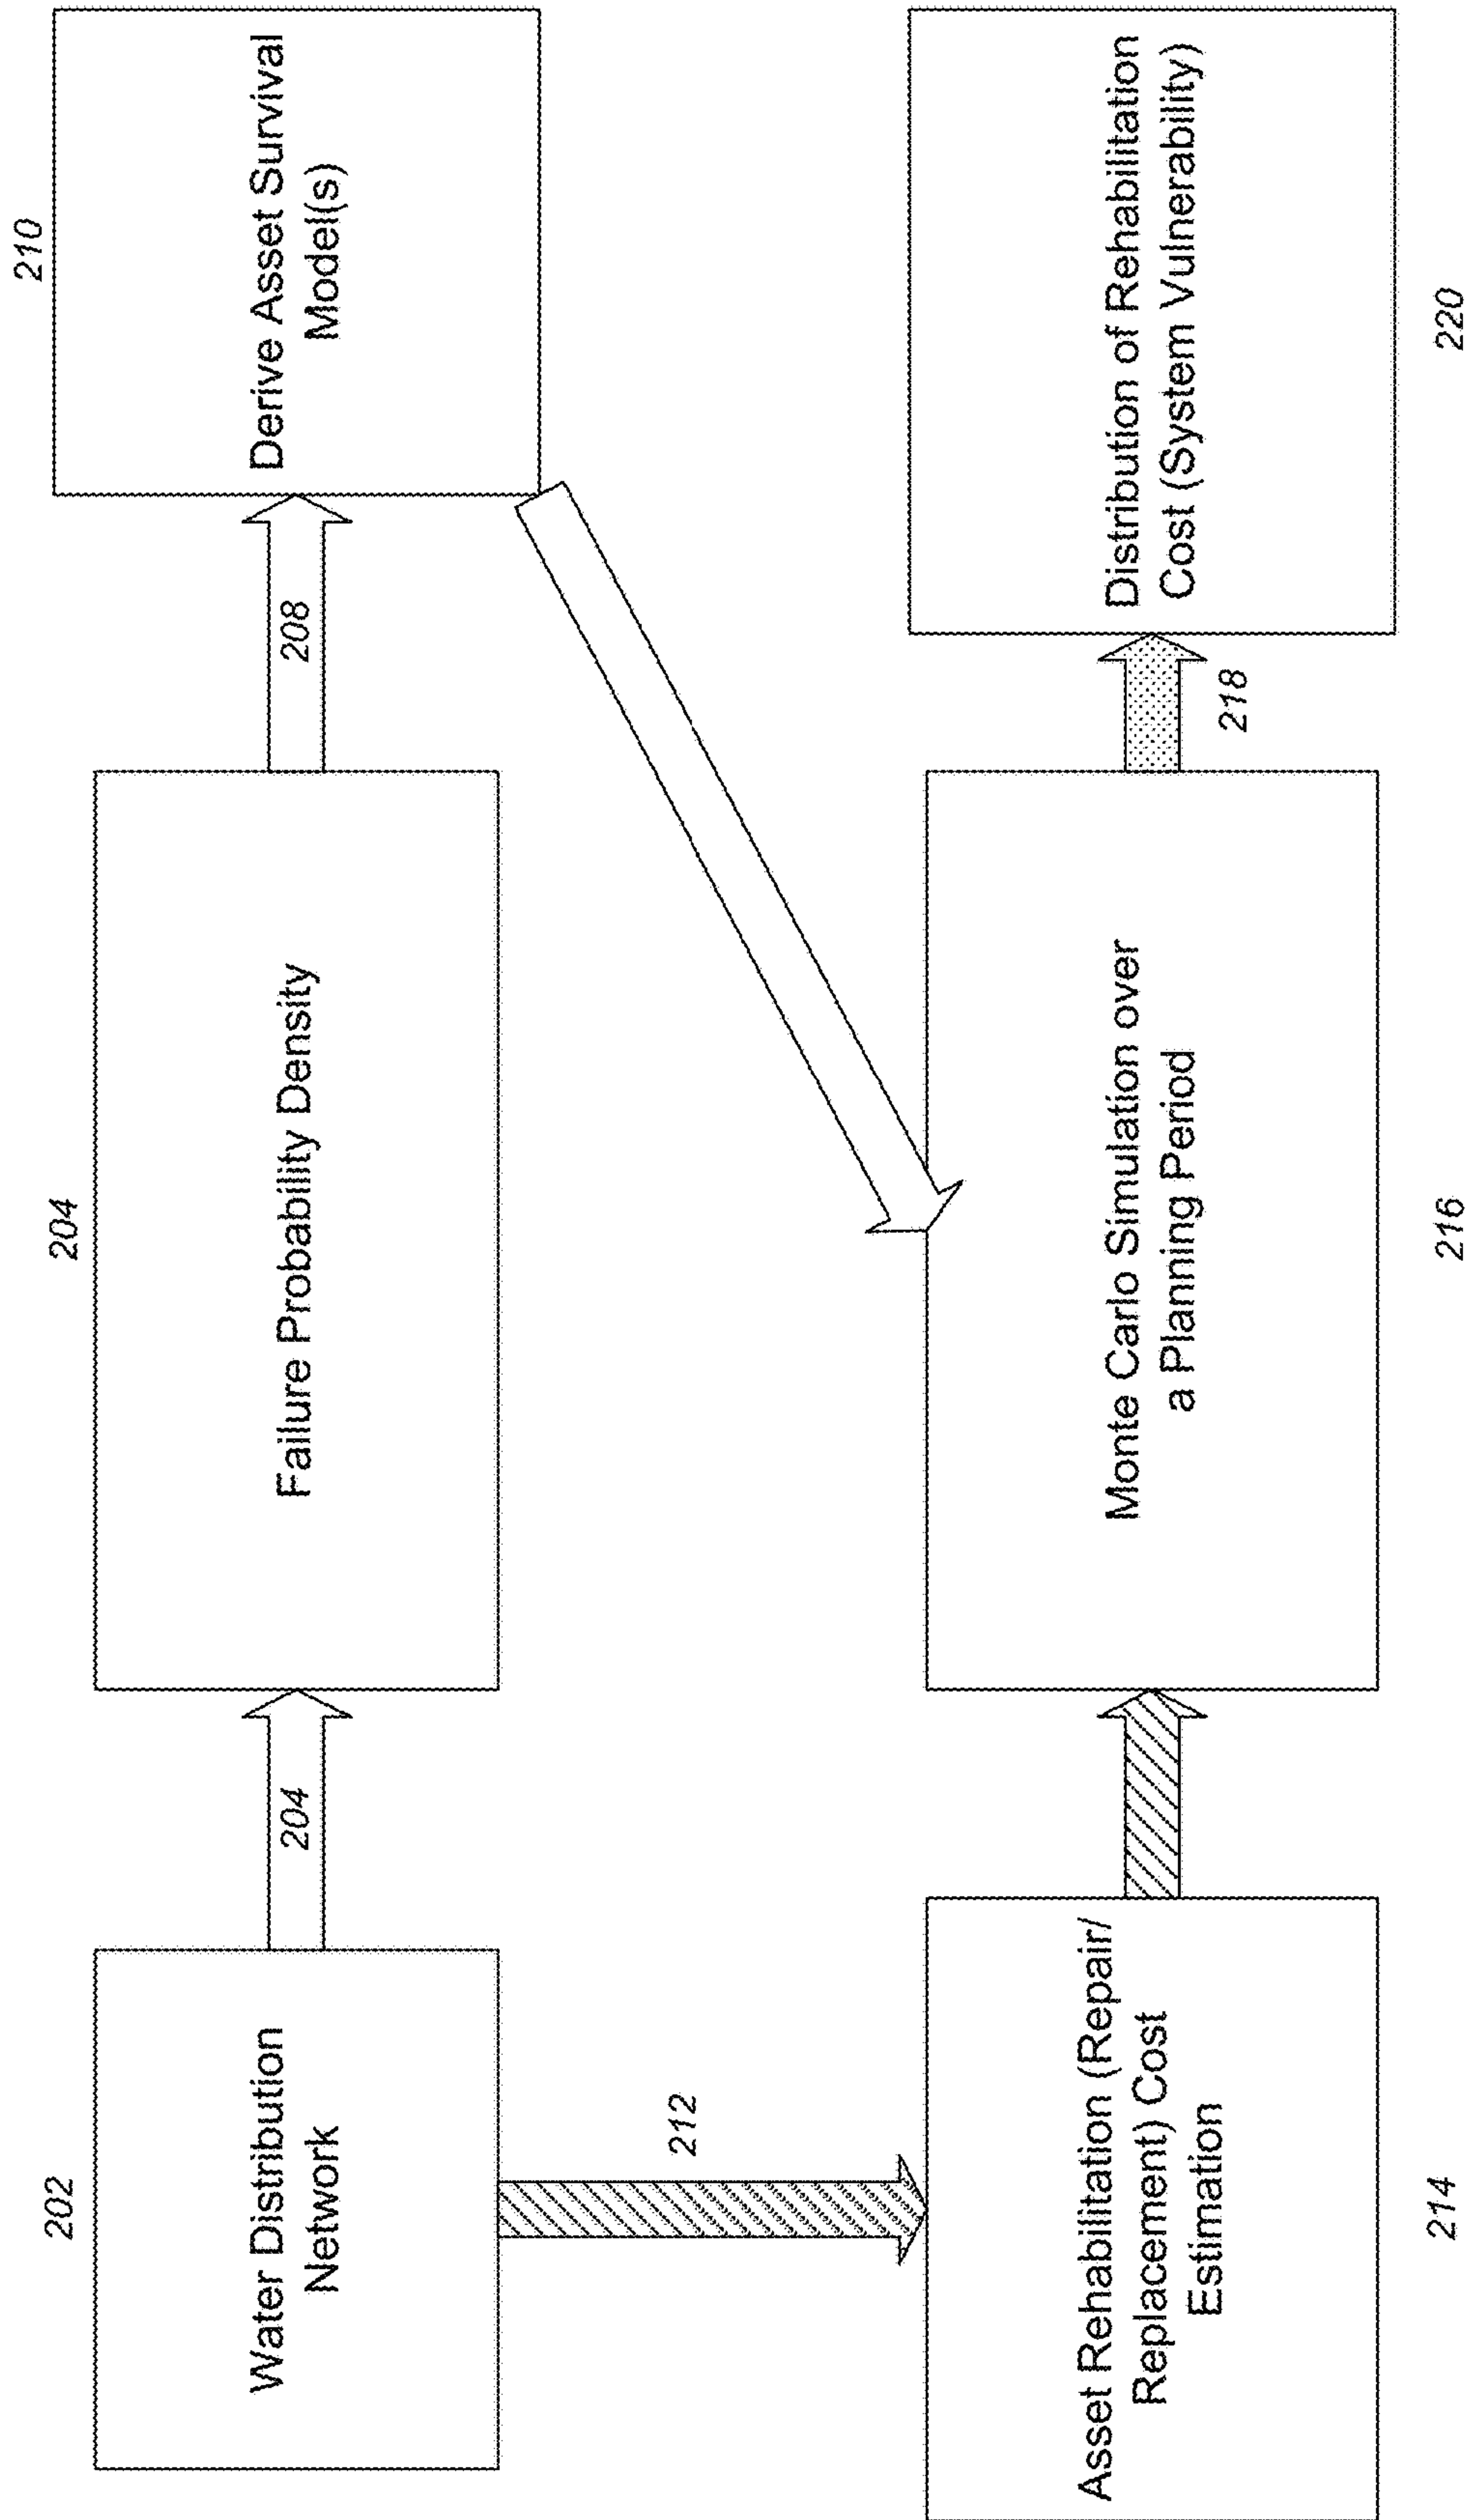 202
Water Distribution
Network
204
204
Failure Probability Density
208
210
Derive Asset Survival
Model(s)
212
Asset Rehabilitation (Repair/
Replacement) Cost
Estimation
214
Monte Carlo Simulation over
a Planning Period
216
218
Distribution of Rehabilitation
Cost (System Vulnerability)
220